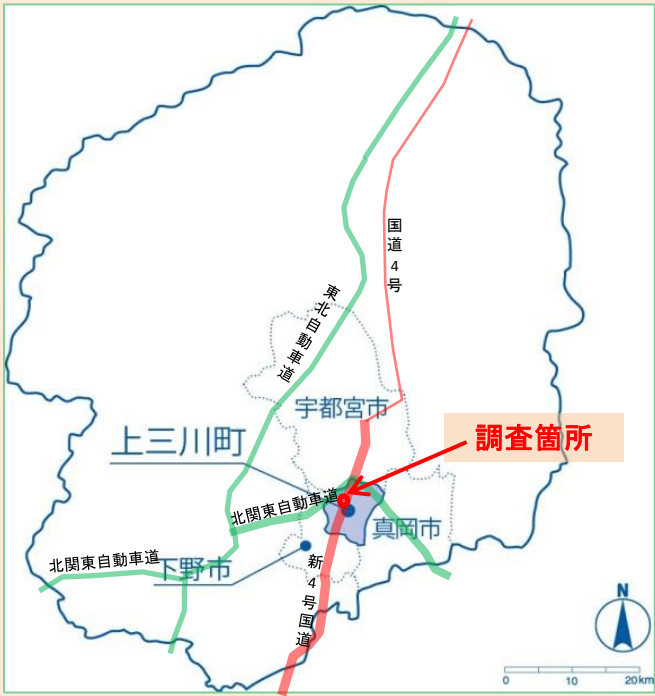 国道4号
東北自動車道
宇都宮市
上三川町
調査箇所
北関東自動車道
真岡市
北関東自動車道
下野市
新4号国道
N
0 10 20km